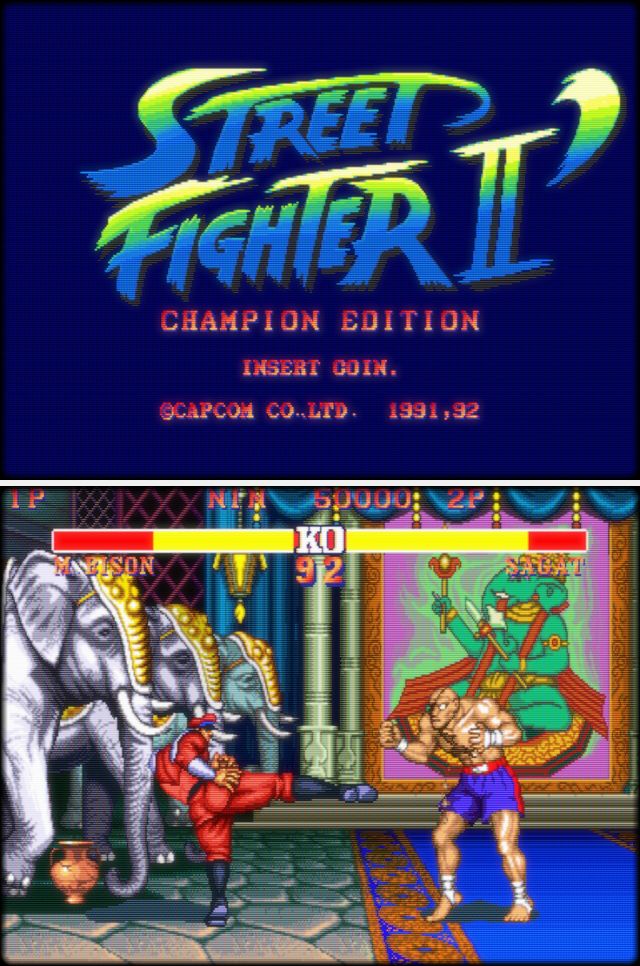 STREET
FIGHTER II'
CHAMPION EDITION
INSERT COIN.
©CAPCOM CO.,LTD. 1991,92
1P NIN 50000 2P
KO
M.BISON 92 SAGAT